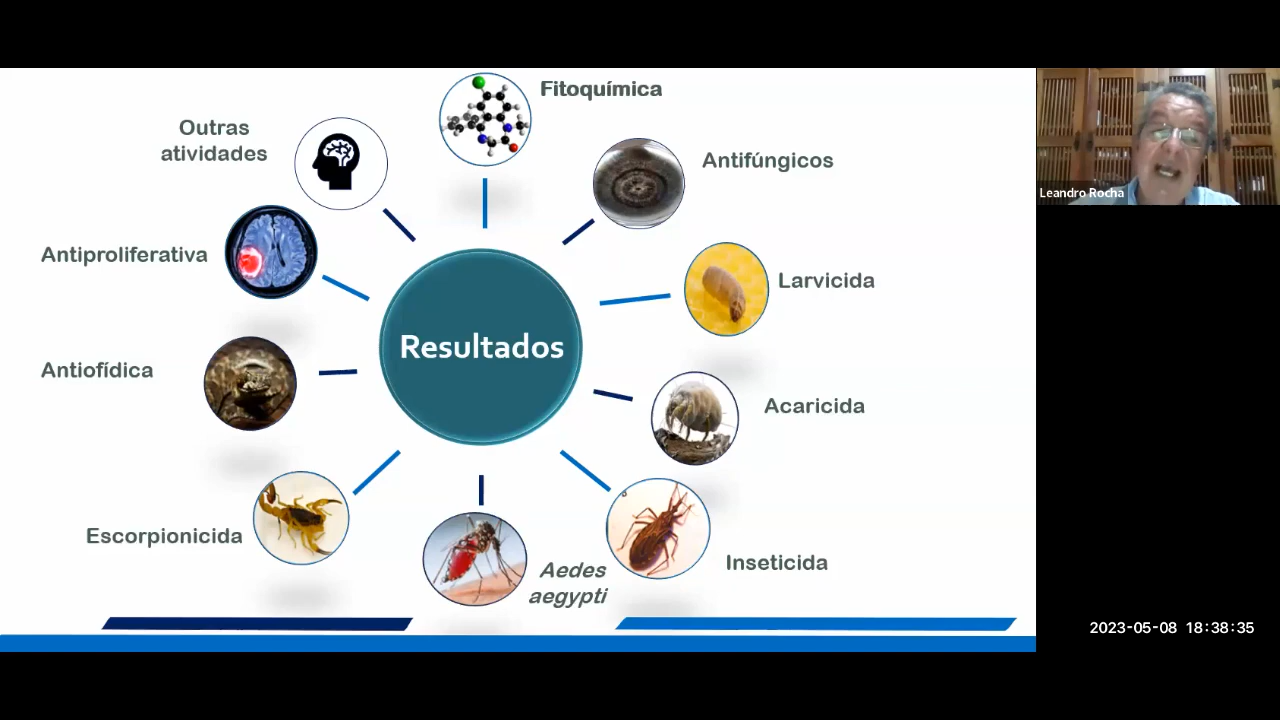 Fitoquímica
Outras
atividades
Antifúngicos
Antiproliferativa
Larvicida
Resultados
Antiofídica
Acaricida
Escorpionicida
Aedes
aegypti
Inseticida
Leandro Rocha
2023-05-08 18:38:35